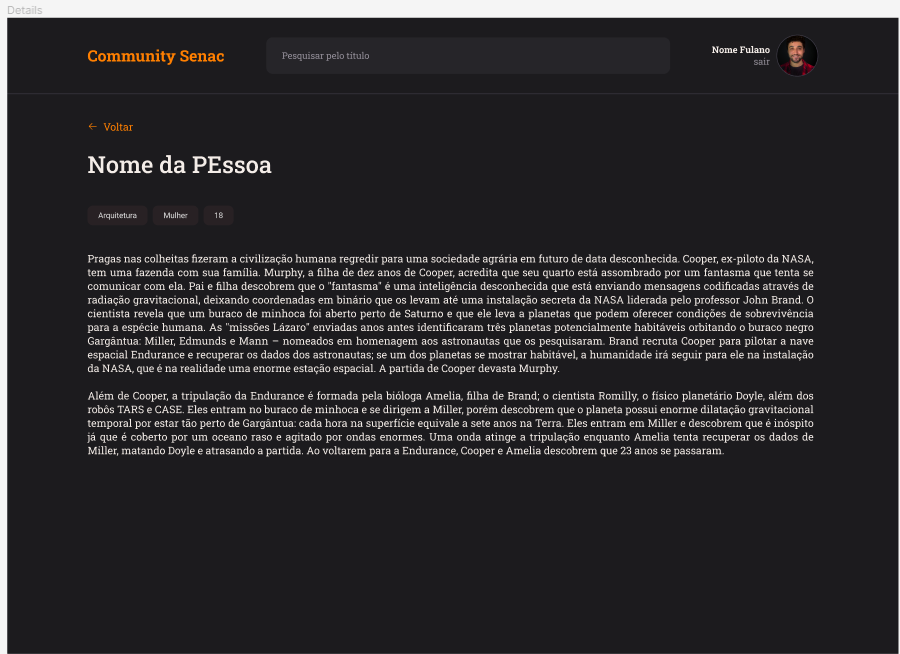 Details
Community Senac
Pesquisar pelo título
Nome Fulano
sair
← Voltar
Nome da PEssoa
Arquitetura
Mulher
18
Pragas nas colheitas fizeram a civilização humana regredir para uma sociedade agrária em futuro de data desconhecida. Cooper, ex-piloto da NASA,
tem uma fazenda com sua família. Murphy, a filha de dez anos de Cooper, acredita que seu quarto está assombrado por um fantasma que tenta se
comunicar com ela. Pai e filha descobrem que o "fantasma" é uma inteligência desconhecida que está enviando mensagens codificadas através de
radiação gravitacional, deixando coordenadas em binário que os levam até uma instalação secreta da NASA liderada pelo professor John Brand. O
cientista revela que um buraco de minhoca foi aberto perto de Saturno e que ele leva a planetas que podem oferecer condições de sobrevivência
para a espécie humana. As "missões Lázaro" enviadas anos antes identificaram três planetas potencialmente habitáveis orbitando o buraco negro
Gargântua: Miller, Edmunds e Mann – nomeados em homenagem aos astronautas que os pesquisaram. Brand recruta Cooper para pilotar a nave
espacial Endurance e recuperar os dados dos astronautas; se um dos planetas se mostrar habitável, a humanidade irá seguir para ele na instalação
da NASA, que é na realidade uma enorme estação espacial. A partida de Cooper devasta Murphy.
Além de Cooper, a tripulação da Endurance é formada pela bióloga Amelia, filha de Brand; o cientista Romilly, o físico planetário Doyle, além dos
robôs TARS e CASE. Eles entram no buraco de minhoca e se dirigem a Miller, porém descobrem que o planeta possui enorme dilatação gravitacional
temporal por estar tão perto de Gargântua: cada hora na superfície equivale a sete anos na Terra. Eles entram em Miller e descobrem que é inóspito
já que é coberto por um oceano raso e agitado por ondas enormes. Uma onda atinge a tripulação enquanto Amelia tenta recuperar os dados de
Miller, matando Doyle e atrasando a partida. Ao voltarem para a Endurance, Cooper e Amelia descobrem que 23 anos se passaram.